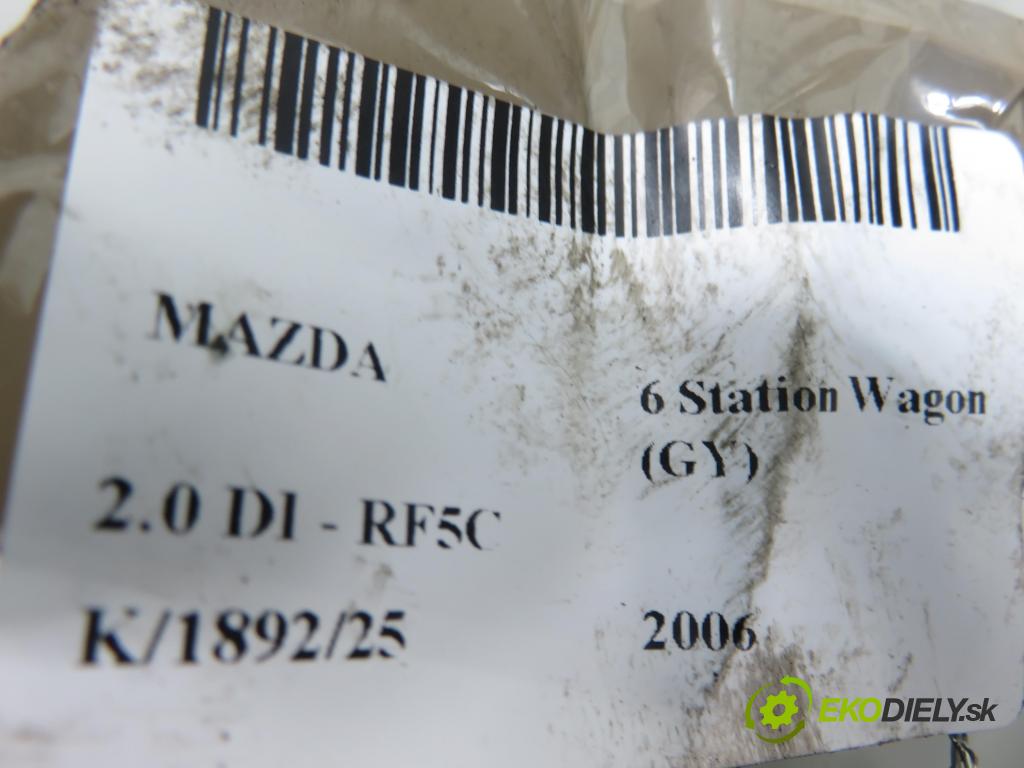 MAZDA
6 Station Wagon
(GY)
2.0 DI - RF5C
K/1892/25
2006
EKODIELY.sk